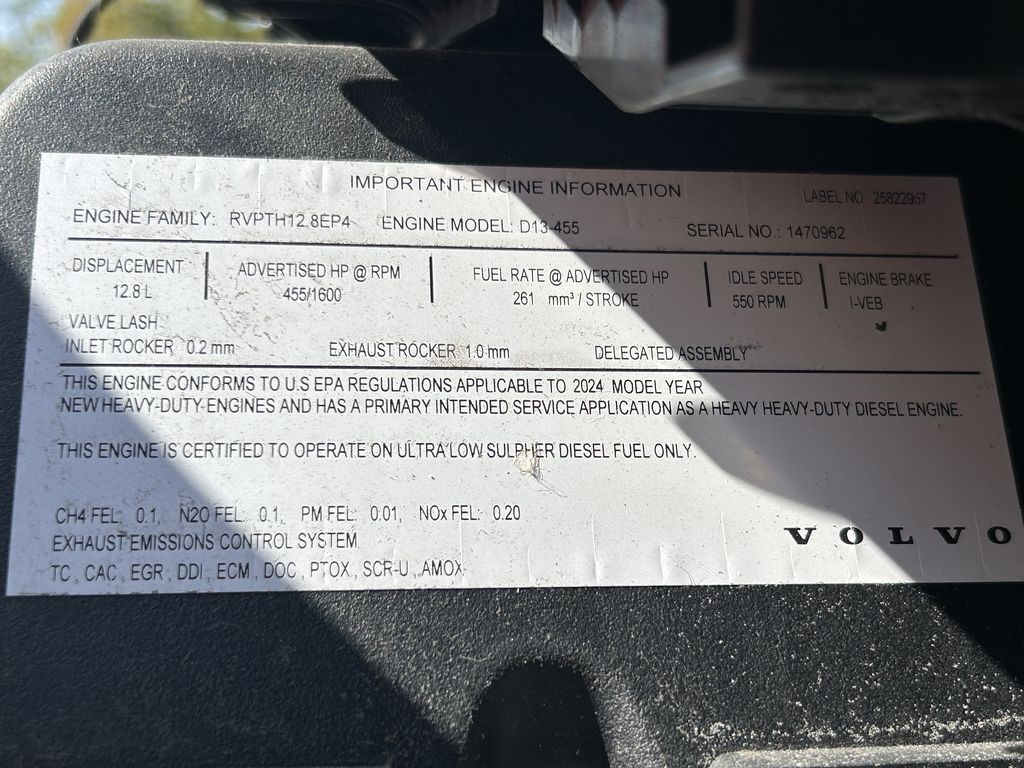 IMPORTANT ENGINE INFORMATION
LABEL NO
ENGINE FAMILY: RVPTH12.8EP4 ENGINE MODEL: D13-455 SERIAL NO.: 1470962
DISPLACEMENT ADVERTISED HP @ RPM FUEL RATE @ ADVERTISED HP IDLE SPEED ENGINE BRAKE
12.8 L 455/1600 261 mm³ / STROKE 550 RPM I-VEB
VALVE LASH:
INLET ROCKER 0.2 mm EXHAUST ROCKER 1.0 mm DELEGATED ASSEMBLY
THIS ENGINE CONFORMS TO U.S EPA REGULATIONS APPLICABLE TO 2024 MODEL YEAR
NEW HEAVY-DUTY-ENGINES AND HAS A PRIMARY INTENDED SERVICE APPLICATION AS A HEAVY HEAVY-DUTY DIESEL ENGINE.
THIS ENGINE IS CERTIFIED TO OPERATE ON ULTRA LOW SULPHER DIESEL FUEL ONLY.
CH4 FEL: 0.1, N2O FEL: 0.1, PM FEL: 0.01, NOx FEL: 0.20
EXHAUST EMISSIONS CONTROL SYSTEM
VOLVO
TC, CAC, EGR, DDI, ECM, DOC, PTOX, SCR-U, AMOX